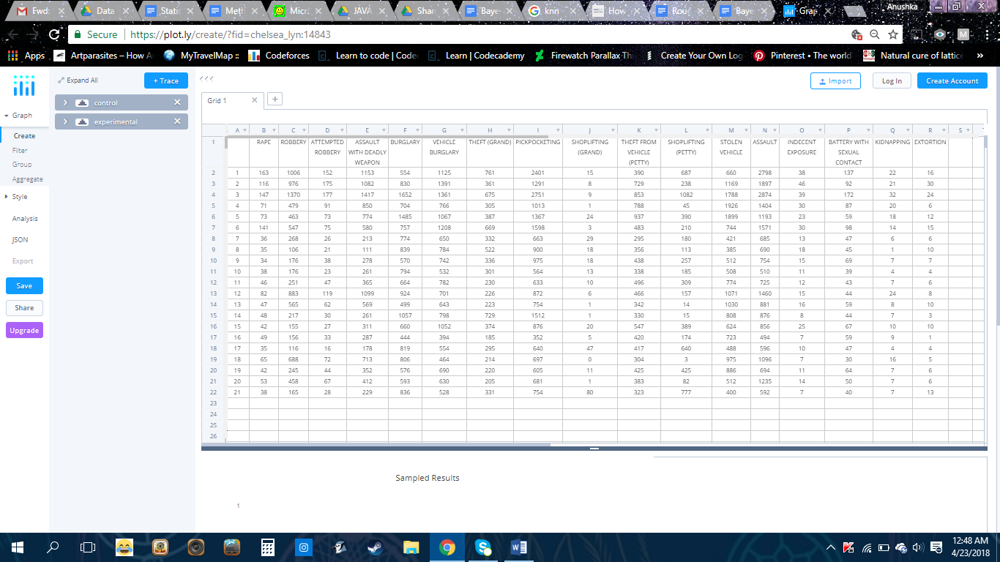 Fwd: Data Statis Meth Micr JAVA Shar 'Baye knn How Rou Baye Grap Anushka
Secure https://plot.ly/create/?fid=chelsea_lyn:14843
Apps Artparasites – How A MyTravelMap :: Codeforces Learn to code | Code Learn | Codecademy Firewatch Parallax Th Create Your Own Log Pinterest • The world Natural cure of lattice »
Expand All + Trace Import Log In Create Account
Grid 1
control
experimental
Graph
Create
Filter
Group
Aggregate
Style
Analysis
JSON
Export
Save
Share
Upgrade
A B C D E F G H I J K L M N O P Q R S
1 RAPE ROBBERY ATTEMPTED ROBBERY ASSAULT WITH DEADLY WEAPON BURGLARY VEHICLE BURGLARY THEFT (GRAND) PICKPOCKETING SHOPLIFTING (GRAND) THEFT FROM VEHICLE (PETTY) SHOPLIFTING (PETTY) STOLEN VEHICLE ASSAULT INDECENT EXPOSURE BATTERY WITH SEXUAL CONTACT KIDNAPPING EXTORTION
2 1 163 1006 152 1153 554 1125 761 2401 15 390 687 660 2798 38 137 22 16
3 2 116 976 175 1082 830 1391 361 1291 8 729 238 1169 1897 46 92 21 30
4 3 147 1370 177 1417 1652 1361 675 2751 9 853 1082 1788 2874 39 172 32 24
5 4 71 479 91 850 704 766 305 1013 1 788 45 1926 1404 30 87 20 6
6 5 73 463 73 774 1485 1067 387 1367 24 937 390 1899 1193 23 59 18 12
7 6 141 547 75 580 757 1208 669 1598 3 483 210 744 1571 30 98 14 15
8 7 36 268 26 213 774 650 332 663 29 295 180 421 685 13 47 6 6
9 8 35 106 21 111 839 784 522 900 18 356 113 385 690 18 45 1 10
10 9 34 176 38 278 570 742 336 975 18 438 257 512 754 15 69 7 7
11 10 38 176 23 261 794 532 301 564 13 338 185 508 510 11 39 4 4
12 11 46 251 47 365 664 782 230 633 10 496 309 774 725 12 43 7 6
13 12 82 883 119 1099 924 701 226 872 6 466 157 1071 1460 15 44 24 8
14 13 47 565 62 569 499 643 223 754 1 342 14 1030 881 16 59 8 10
15 14 48 217 30 261 1057 798 729 1512 1 330 15 808 876 8 44 7 3
16 15 42 155 27 311 660 1052 374 876 20 547 389 624 856 25 67 10 10
17 16 49 156 33 287 444 394 185 352 5 420 174 723 494 7 59 9 1
18 17 35 116 16 178 819 554 295 640 47 417 640 488 596 10 47 4 4
19 18 65 688 72 713 806 464 214 697 0 304 3 975 1096 7 30 16 5
20 19 42 245 44 352 576 690 220 605 11 425 425 886 694 11 64 7 6
21 20 53 458 67 412 593 630 205 681 1 383 82 512 1235 14 50 7 6
22 21 38 165 28 229 836 528 331 754 80 323 777 400 592 7 40 7 13
23
24
25
26
Sampled Results
1
12:48 AM
4/23/2018